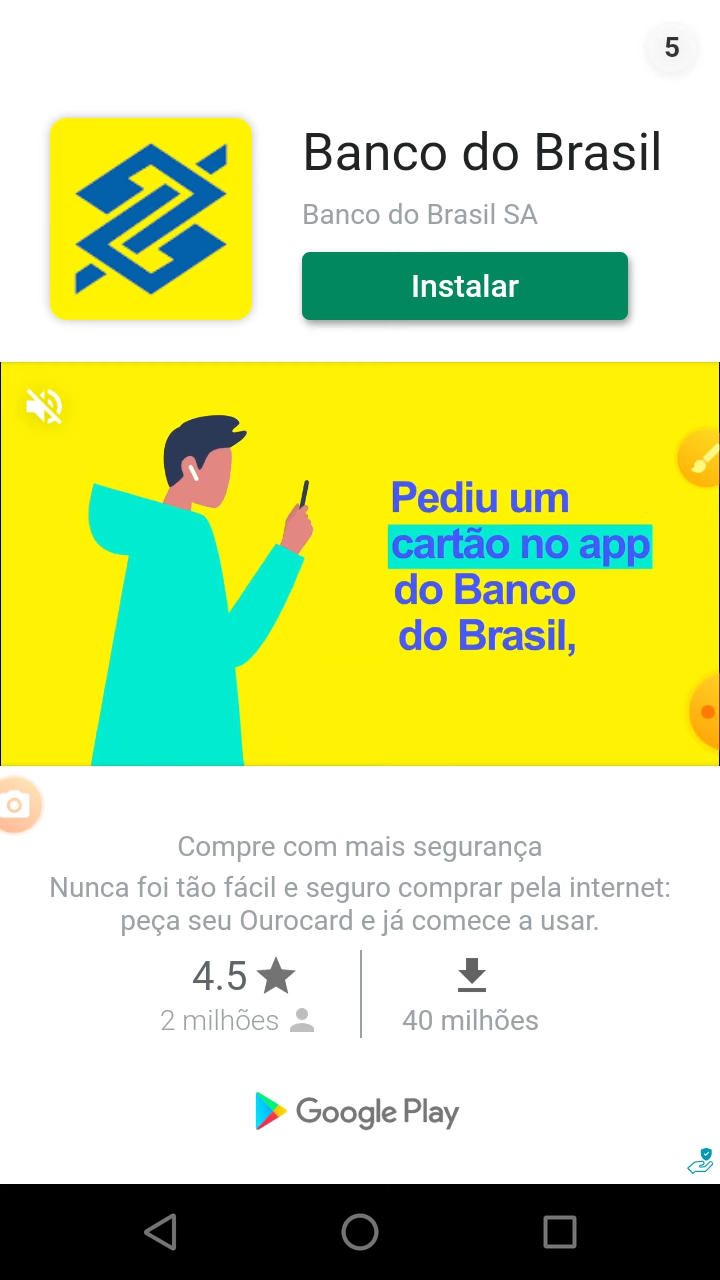 5
Banco do Brasil
Banco do Brasil SA
Instalar
Pediu um
cartão no app
do Banco
do Brasil,
Compre com mais segurança
Nunca foi tão fácil e seguro comprar pela internet:
peça seu Ourocard e já comece a usar.
4.5
2 milhões
40 milhões
Google Play